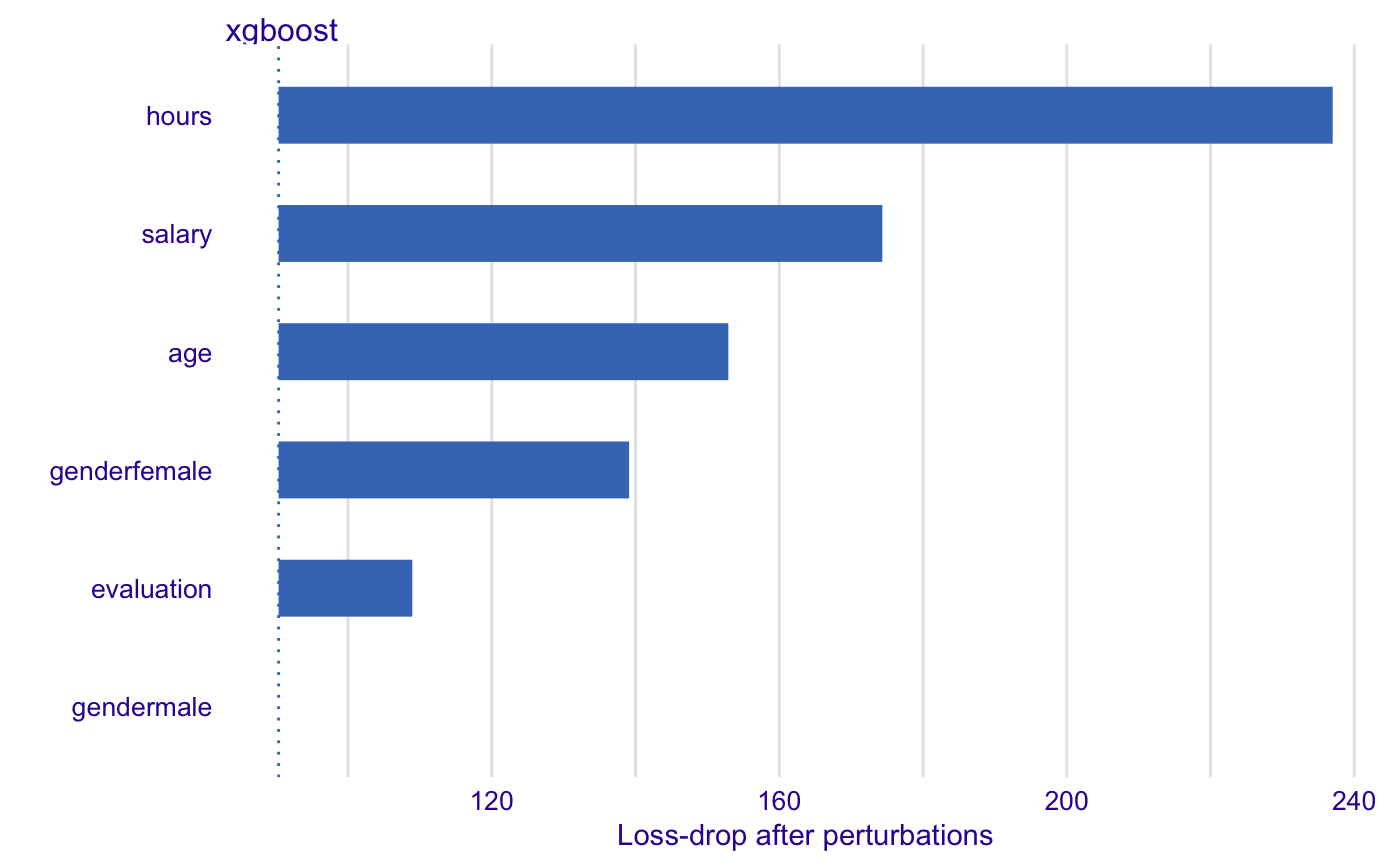 xgboost
hours
salary
age
genderfemale
evaluation
gendermale
120 160 200 240
Loss-drop after perturbations